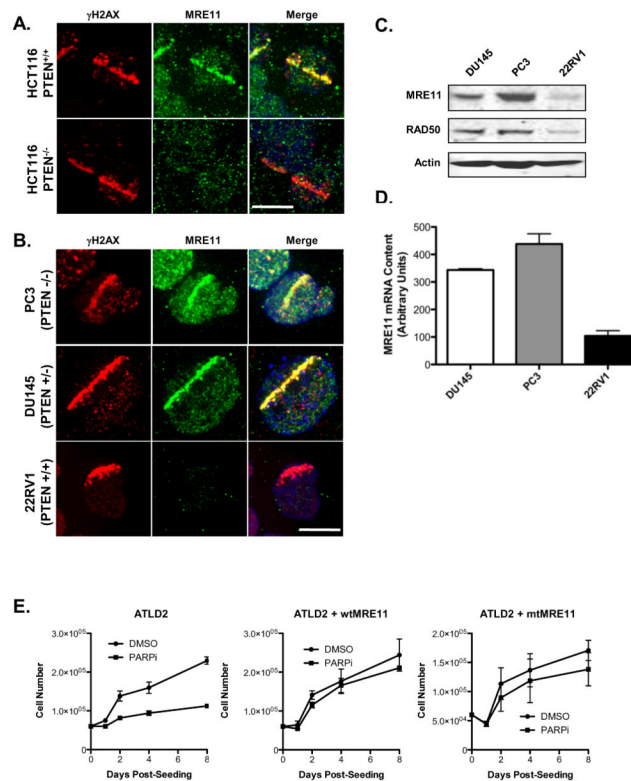 A.
γH2AX MRE11 Merge
HCT116 PTEN+/+
HCT116 PTEN-/-
B.
γH2AX MRE11 Merge
PC3 (PTEN -/-)
DU145 (PTEN +/-)
22RV1 (PTEN +/+)
C.
DU145 PC3 22RV1
MRE11
RAD50
Actin
D.
MRE11 mRNA Content (Arbitrary Units)
500
400
300
200
100
0
DU145 PC3 22RV1
E.
ATLD2
Cell Number
3.0×10^05
2.0×10^05
1.0×10^05
0
DMSO
PARPi
0 2 4 6 8
Days Post-Seeding
ATLD2 + wtMRE11
Cell Number
3.0×10^05
2.0×10^05
1.0×10^05
0
DMSO
PARPi
0 2 4 6 8
Days Post-Seeding
ATLD2 + mtMRE11
Cell Number
2.0×10^05
1.5×10^05
1.0×10^05
5.0×10^04
0
DMSO
PARPi
0 2 4 6 8
Days Post-Seeding